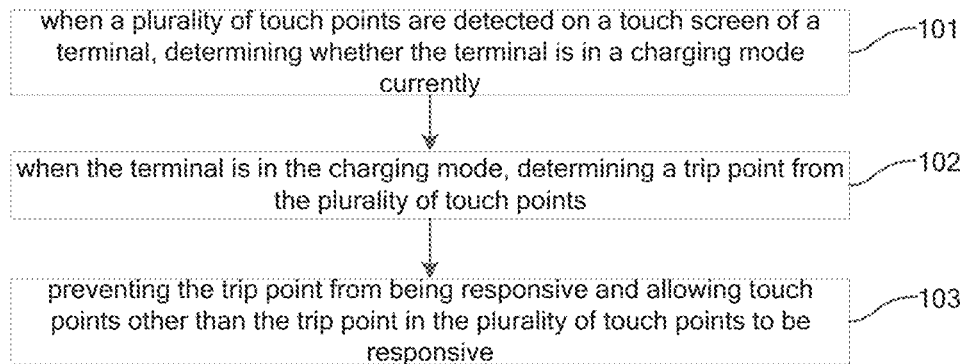 when a plurality of touch points are detected on a touch screen of a
terminal, determining whether the terminal is in a charging mode
currently
101
when the terminal is in the charging mode, determining a trip point from
the plurality of touch points
102
preventing the trip point from being responsive and allowing touch
points other than the trip point in the plurality of touch points to be
responsive
103